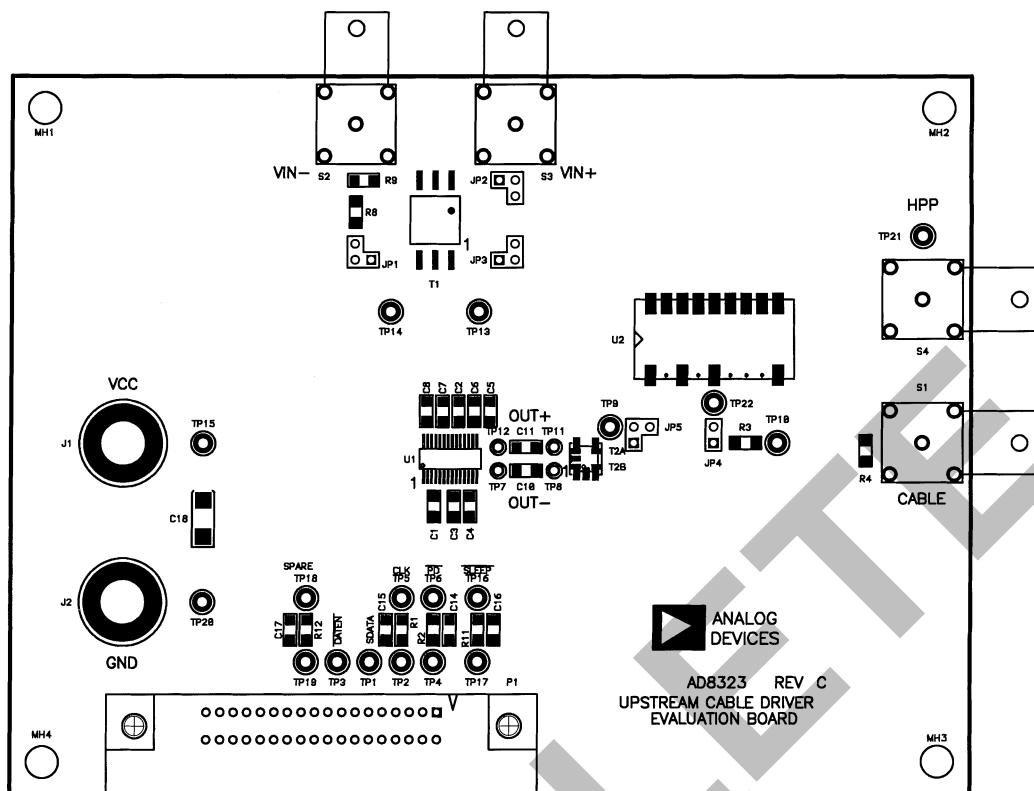 MH1
MH2
VIN-
S2
S3
VIN+
R9
JP2
R8
1
JP1
JP3
T1
HPP
TP21
TP14
TP13
TP22
U2
S4
S1
VCC
C8
C7
C2
C6
C5
J1
TP15
OUT+
TP9
JP5
TP10
TP12
C11
TP11
T2A
R3
U1
1
1
T2B
JP4
TP7
C10
TP8
R4
OUT-
CABLE
C18
C1
C3
C4
SPARE
CLK
PD
SLEEP
TP18
TP5
TP6
TP16
J2
TP20
C17
R12
DATEN
SDATA
C15
R1
R2
C14
R11
C16
ANALOG
DEVICES
GND
TP19
TP3
TP1
TP2
TP4
TP17
P1
AD8323 REV C
UPSTREAM CABLE DRIVER
EVALUATION BOARD
MH4
MH3
LETE